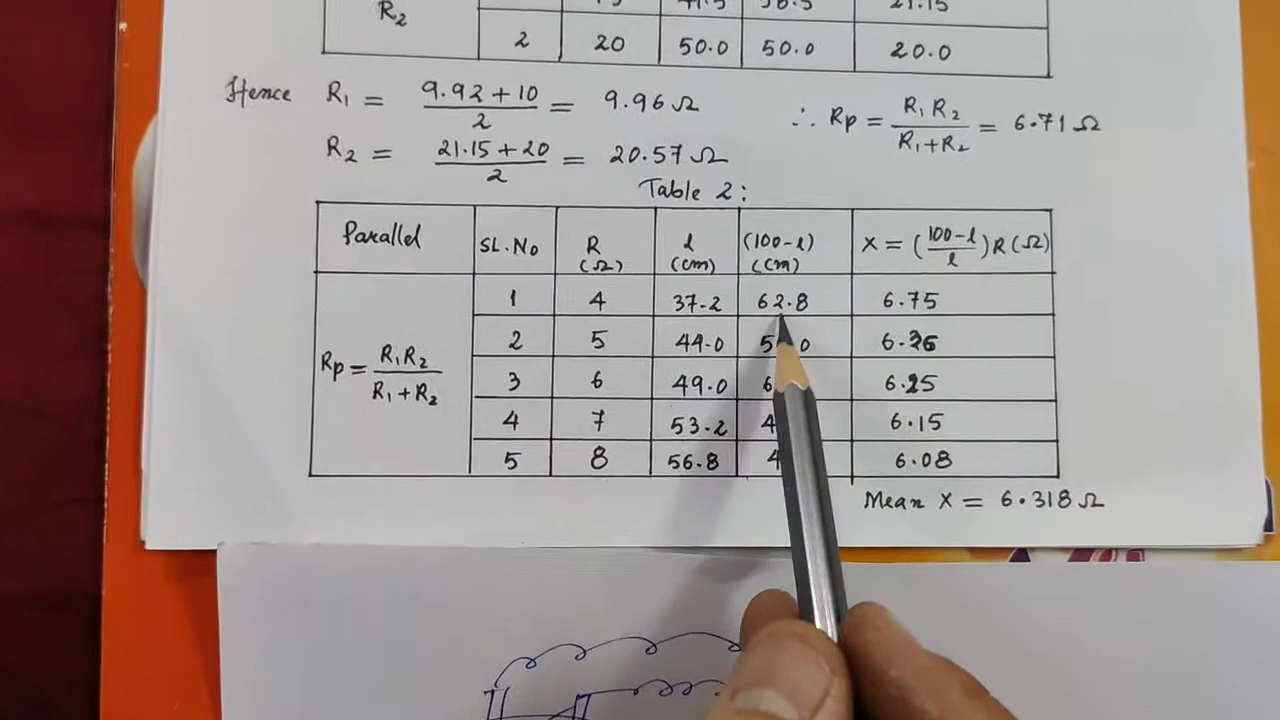 R₂
21.15
2 20 50.0 50.0 20.0
Hence R₁ = (9.92 + 10)/2 = 9.96 Ω
∴ Rp = R₁R₂/(R₁+R₂) = 6.71 Ω
R₂ = (21.15 + 20)/2 = 20.57 Ω
Table 2:
Parallel SL.No R (Ω) l (cm) (100-l) (cm) X = ((100-l)/l) R (Ω)
1 4 37.2 62.8 6.75
2 5 44.0 6.36
3 6 49.0 6.25
Rp = R₁R₂/(R₁+R₂)
4 7 53.2 6.15
5 8 56.8 6.08
Mean X = 6.318 Ω